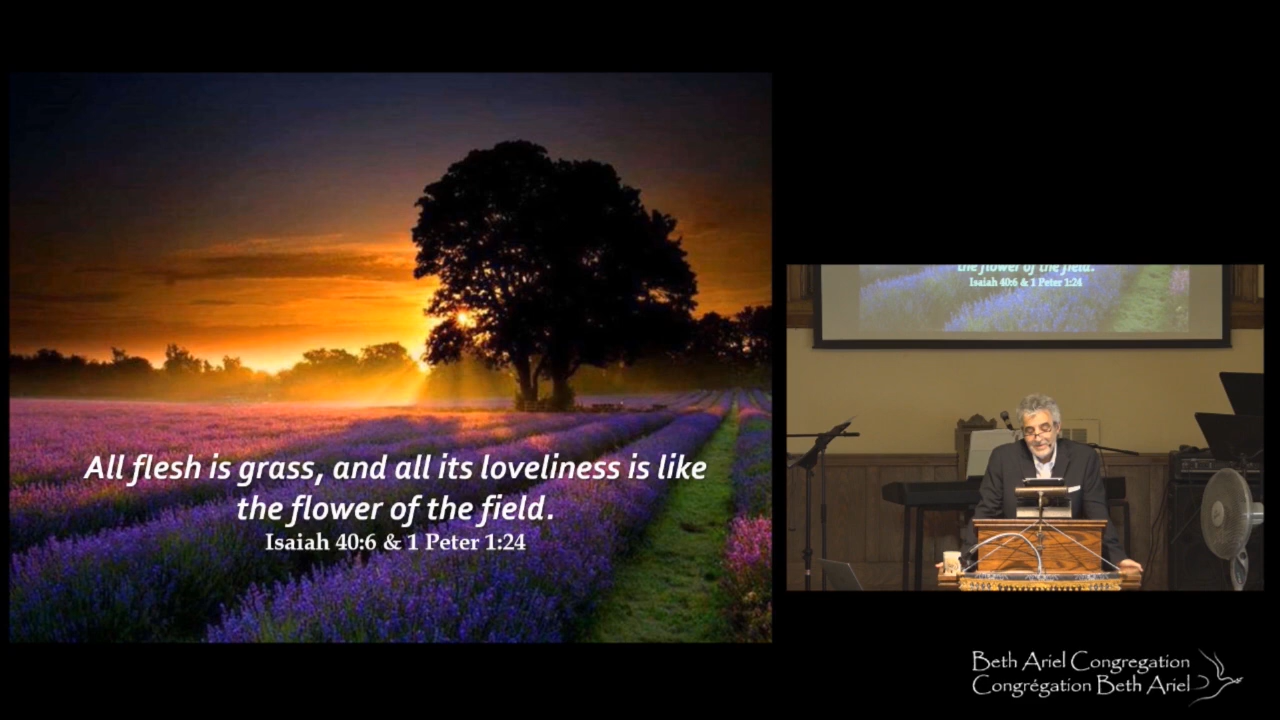 All flesh is grass, and all its loveliness is like
the flower of the field.
Isaiah 40:6 & 1 Peter 1:24
the flower of the field.
Isaiah 40:6 & 1 Peter 1:24
Beth Ariel Congregation
Congrégation Beth Ariel